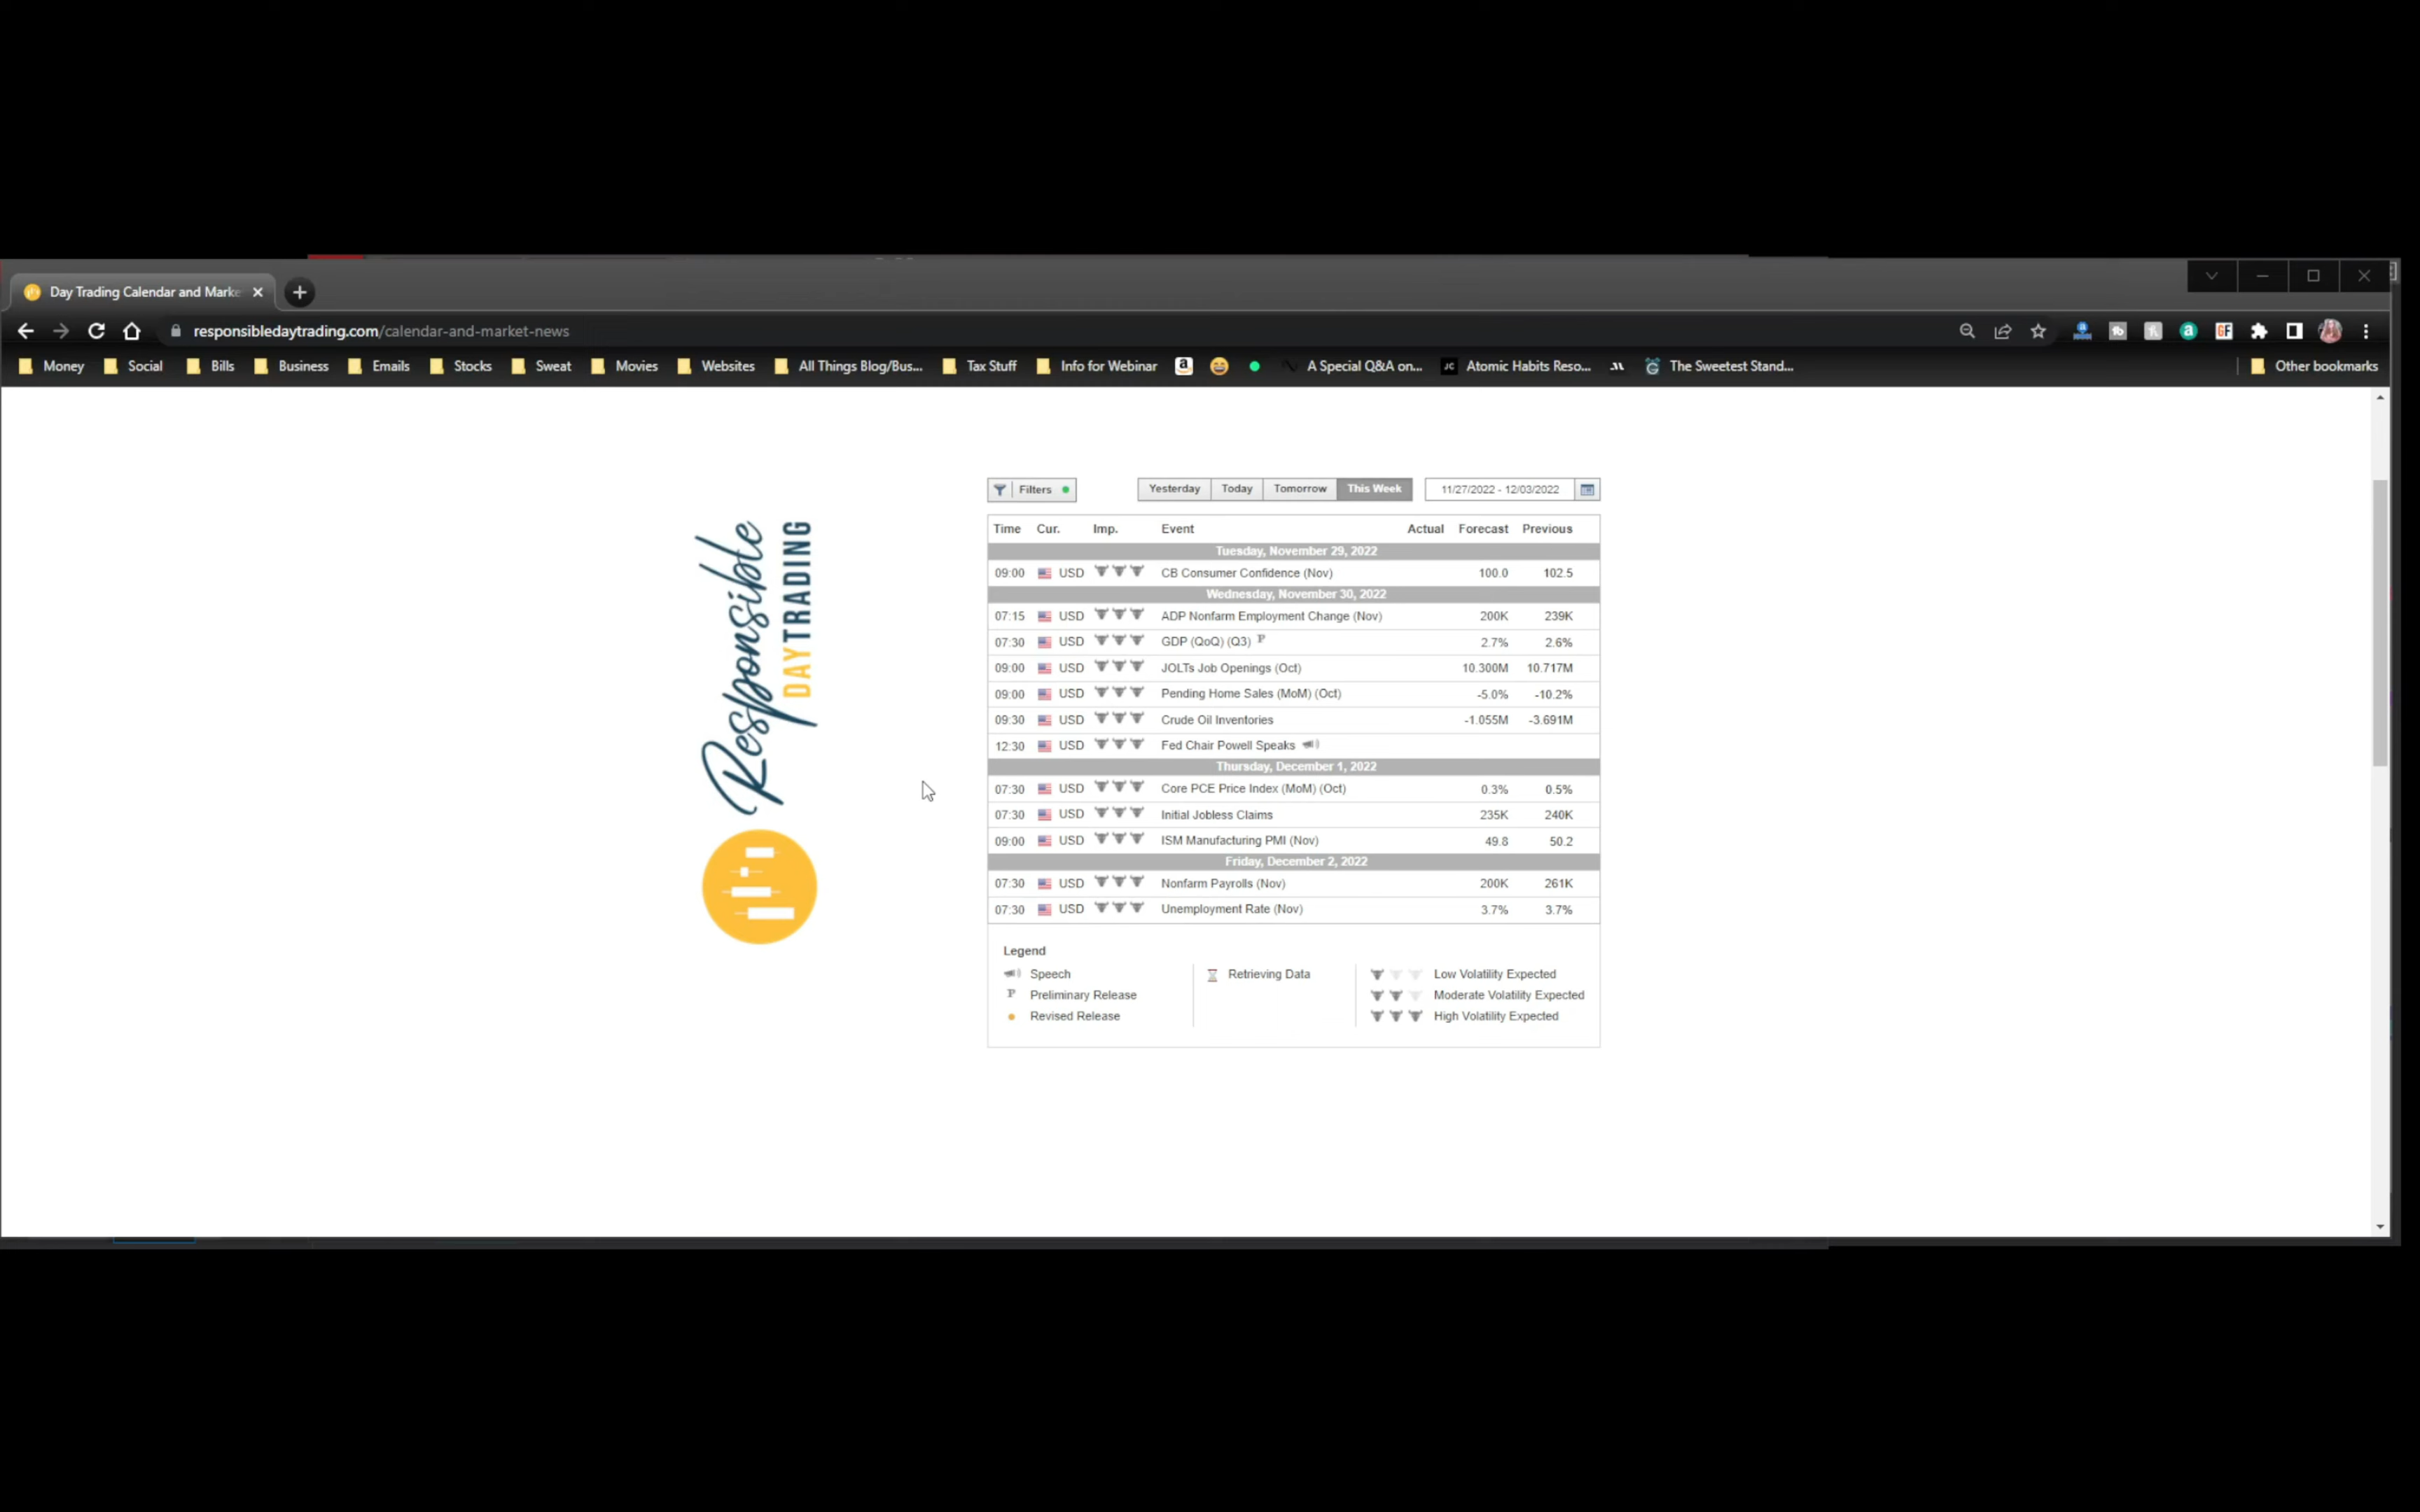 Day Trading Calendar and Marke
responsibledaytrading.com/calendar-and-market-news
Money Social Bills Business Emails Stocks Sweat Movies Websites All Things Blog/Bus... Tax Stuff Info for Webinar A Special Q&A on... JC Atomic Habits Reso... The Sweetest Stand... Other bookmarks
Responsible
DAYTRADING
Filters Yesterday Today Tomorrow This Week 11/27/2022 - 12/03/2022
Time Cur. Imp. Event Actual Forecast Previous
Tuesday, November 29, 2022
09:00 USD CB Consumer Confidence (Nov) 100.0 102.5
Wednesday, November 30, 2022
07:15 USD ADP Nonfarm Employment Change (Nov) 200K 239K
07:30 USD GDP (QoQ) (Q3) P 2.7% 2.6%
09:00 USD JOLTs Job Openings (Oct) 10.300M 10.717M
09:00 USD Pending Home Sales (MoM) (Oct) -5.0% -10.2%
09:30 USD Crude Oil Inventories -1.055M -3.691M
12:30 USD Fed Chair Powell Speaks
Thursday, December 1, 2022
07:30 USD Core PCE Price Index (MoM) (Oct) 0.3% 0.5%
07:30 USD Initial Jobless Claims 235K 240K
09:00 USD ISM Manufacturing PMI (Nov) 49.8 50.2
Friday, December 2, 2022
07:30 USD Nonfarm Payrolls (Nov) 200K 261K
07:30 USD Unemployment Rate (Nov) 3.7% 3.7%
Legend
Speech Retrieving Data Low Volatility Expected
P Preliminary Release Moderate Volatility Expected
Revised Release High Volatility Expected